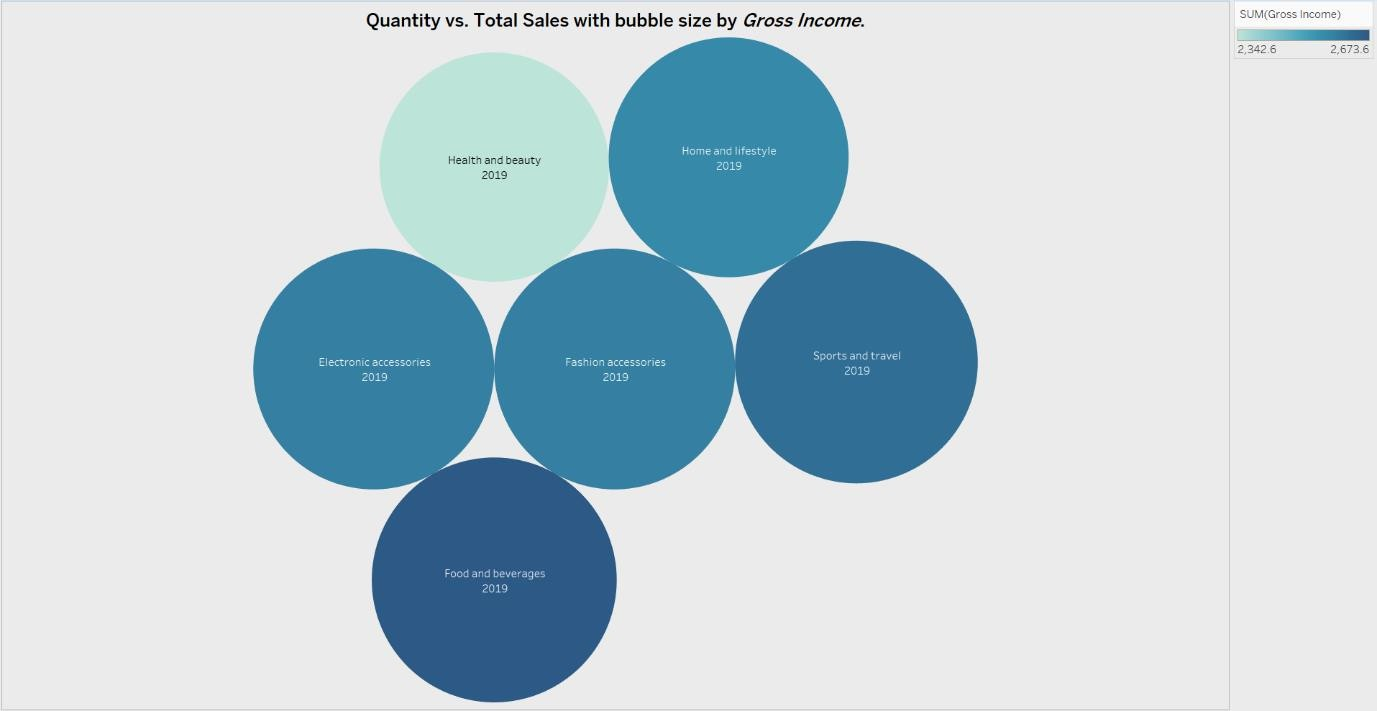 Quantity vs. Total Sales with bubble size by Gross Income.
SUM(Gross Income)
2,342.6 2,673.6
Health and beauty
2019
Home and lifestyle
2019
Electronic accessories
2019
Fashion accessories
2019
Sports and travel
2019
Food and beverages
2019